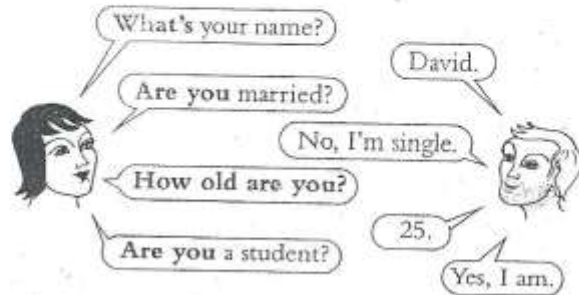 What's your name?
David.
Are you married?
No, I'm single.
How old are you?
25.
Are you a student?
Yes, I am.